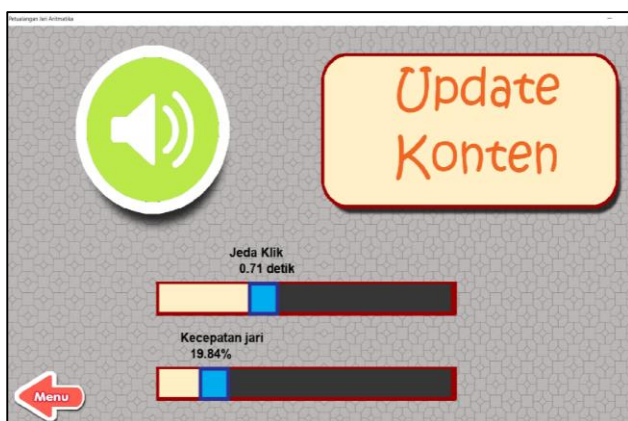 Petualangan Jari Aritmatika
Update
Konten
Jeda Klik
0.71 detik
Kecepatan jari
19.84%
Menu